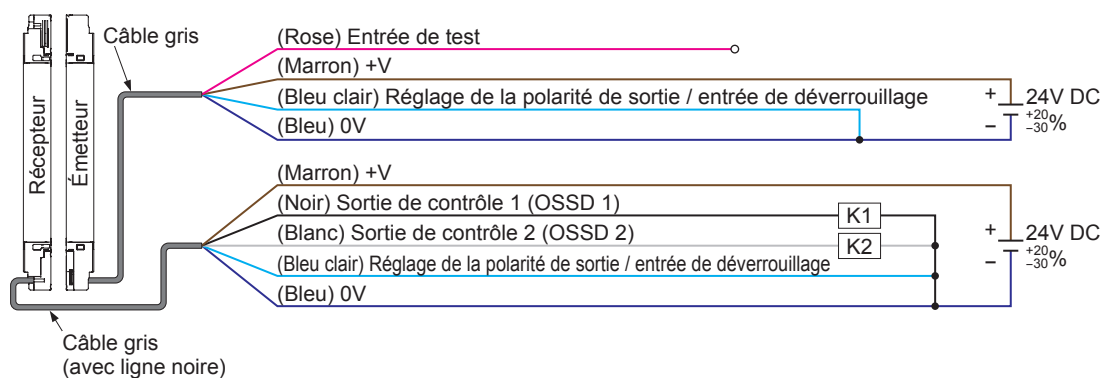 Câble gris
Récepteur
Émetteur
(Rose) Entrée de test
(Marron) +V
(Bleu clair) Réglage de la polarité de sortie / entrée de déverrouillage
(Bleu) 0V
+
–
24V DC
+20
–30%
(Marron) +V
(Noir) Sortie de contrôle 1 (OSSD 1)
K1
(Blanc) Sortie de contrôle 2 (OSSD 2)
K2
(Bleu clair) Réglage de la polarité de sortie / entrée de déverrouillage
(Bleu) 0V
+
–
24V DC
+20
–30%
Câble gris
(avec ligne noire)